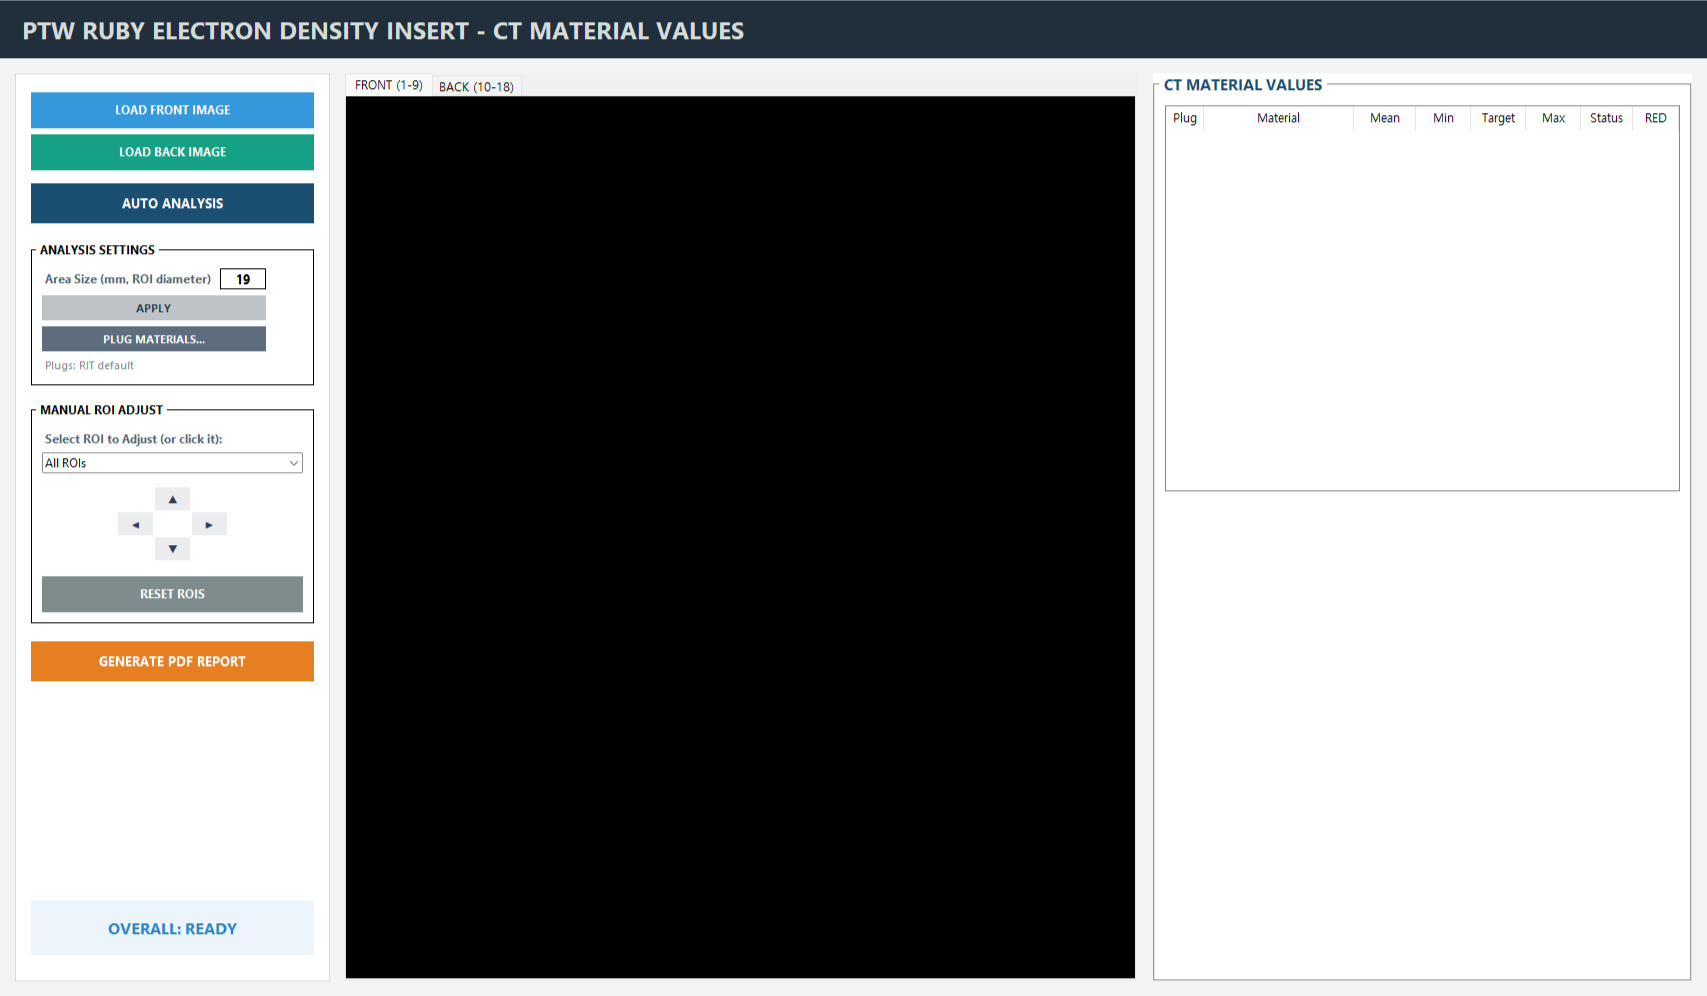 PTW RUBY ELECTRON DENSITY INSERT - CT MATERIAL VALUES
LOAD FRONT IMAGE
LOAD BACK IMAGE
AUTO ANALYSIS
ANALYSIS SETTINGS
Area Size (mm, ROI diameter) 19
APPLY
PLUG MATERIALS...
Plugs: RIT default
MANUAL ROI ADJUST
Select ROI to Adjust (or click it):
All ROIs
▲
◄ ►
▼
RESET ROIS
GENERATE PDF REPORT
OVERALL: READY
FRONT (1-9) BACK (10-18)
CT MATERIAL VALUES
Plug Material Mean Min Target Max Status RED